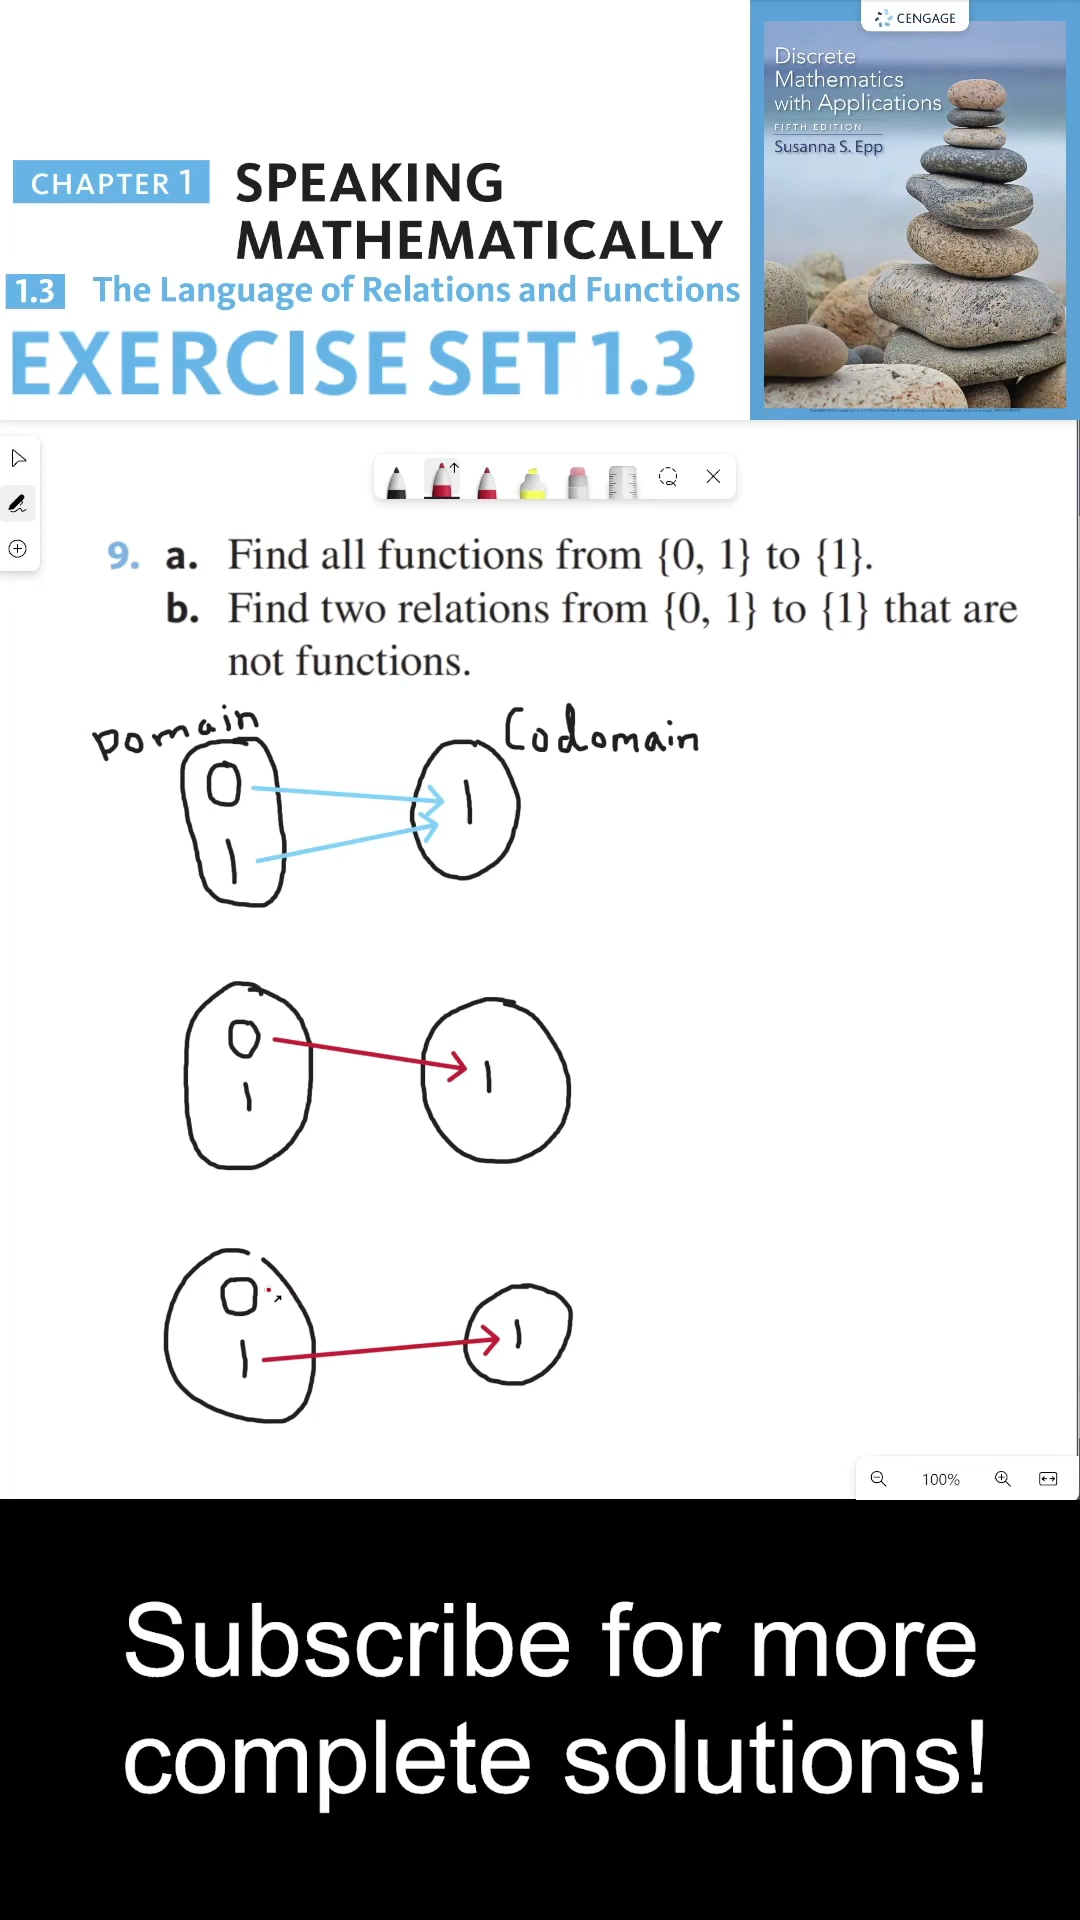 CENGAGE
Discrete
Mathematics
with Applications
FIFTH EDITION
Susanna S. Epp
CHAPTER 1 SPEAKING
MATHEMATICALLY
1.3 The Language of Relations and Functions
EXERCISE SET 1.3
9. a. Find all functions from {0, 1} to {1}.
b. Find two relations from {0, 1} to {1} that are
not functions.
Domain Codomain
0
1
1
0
1
1
0
1
1
100%
Subscribe for more
complete solutions!